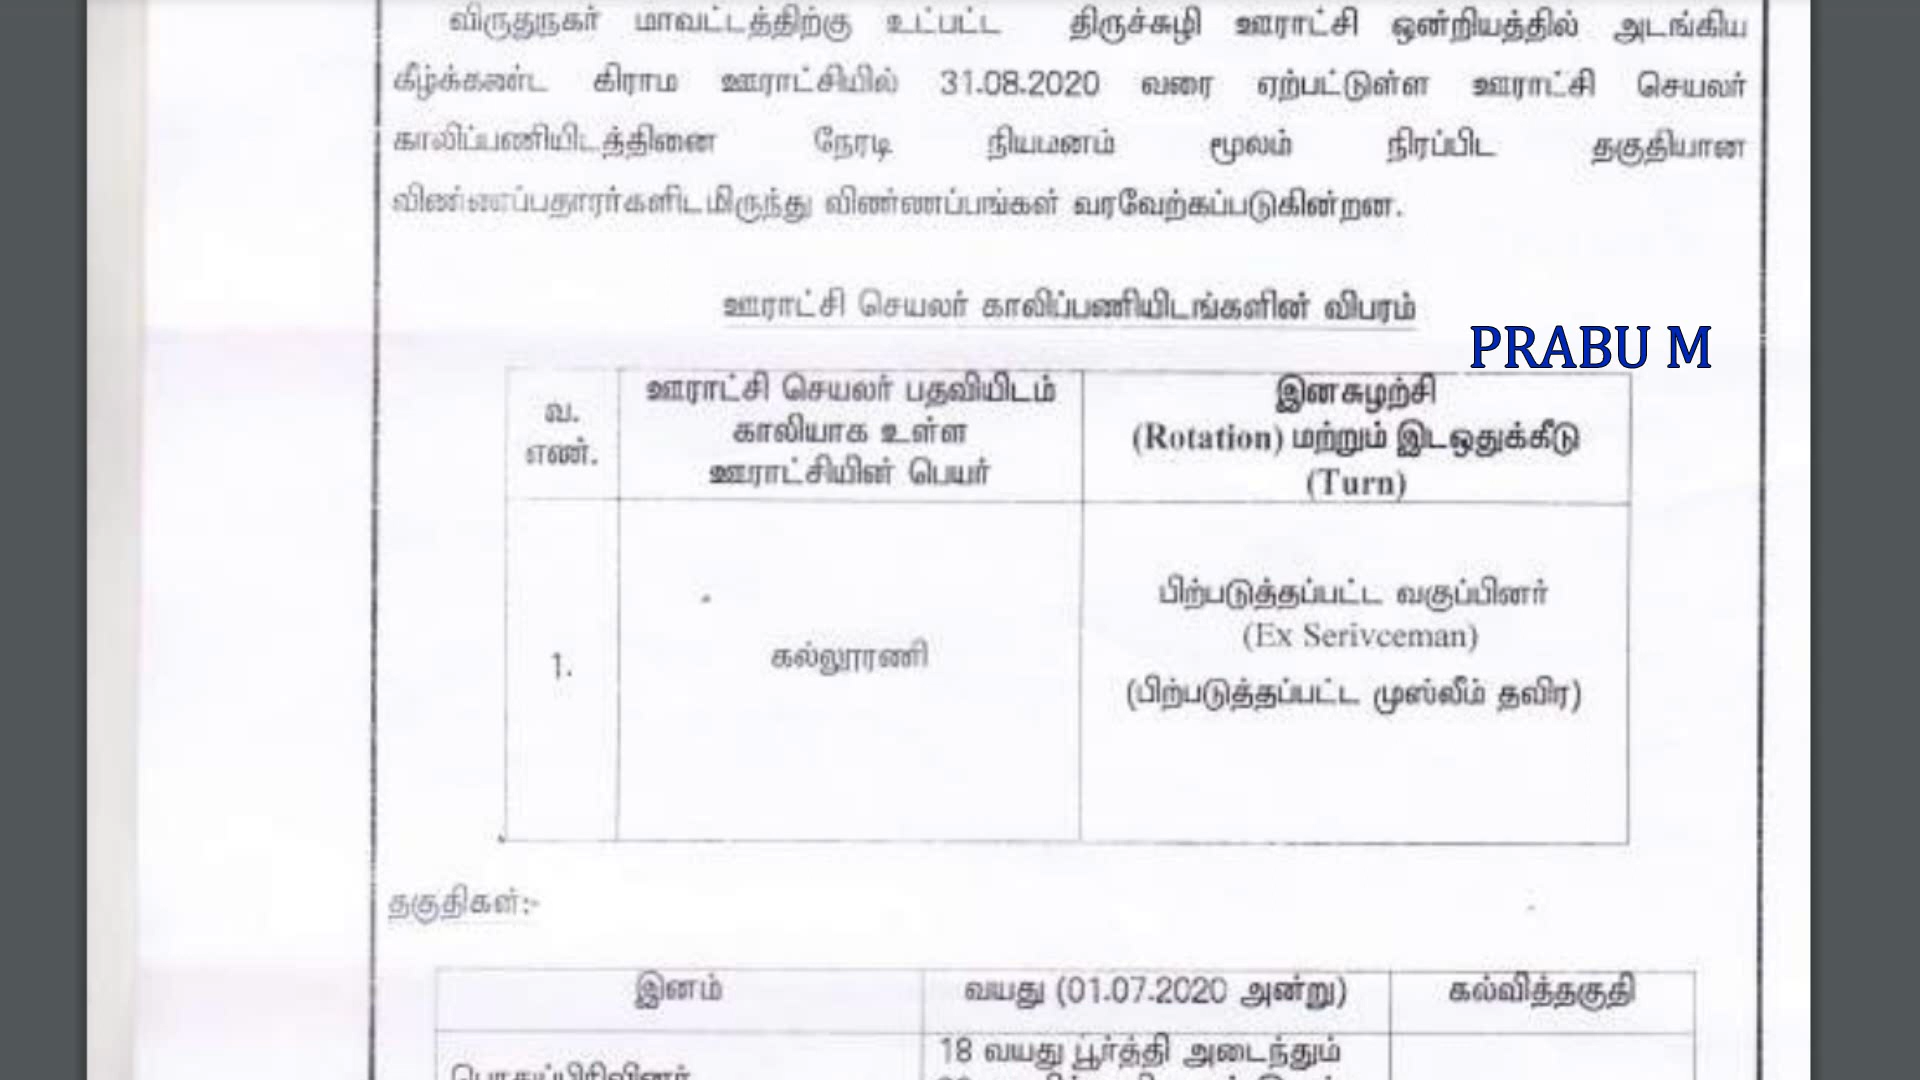 விருதுநகர் மாவட்டத்திற்கு உட்பட்ட திருச்சுழி ஊராட்சி ஒன்றியத்தில் அடங்கிய
கீழ்க்கண்ட கிராம ஊராட்சியில் 31.08.2020 வரை ஏற்பட்டுள்ள ஊராட்சி செயலர்
காலிப்பணியிடத்தினை நேரடி நியமனம் மூலம் நிரப்பிட தகுதியான
விண்ணப்பதாரர்களிடமிருந்து விண்ணப்பங்கள் வரவேற்கப்படுகின்றன.
ஊராட்சி செயலர் காலிப்பணியிடங்களின் விபரம்
PRABU M
வ.
எண்.
ஊராட்சி செயலர் பதவியிடம்
காலியாக உள்ள
ஊராட்சியின் பெயர்
இனசுழற்சி
(Rotation) மற்றும் இடஒதுக்கீடு
(Turn)
1.
கல்லூரணி
பிற்படுத்தப்பட்ட வகுப்பினர்
(Ex Serivceman)
(பிற்படுத்தப்பட்ட முஸ்லீம் தவிர)
தகுதிகள்:-
இனம்
வயது (01.07.2020 அன்று)
கல்வித்தகுதி
பொதுப்பிரிவினர்
18 வயது பூர்த்தி அடைந்தும்